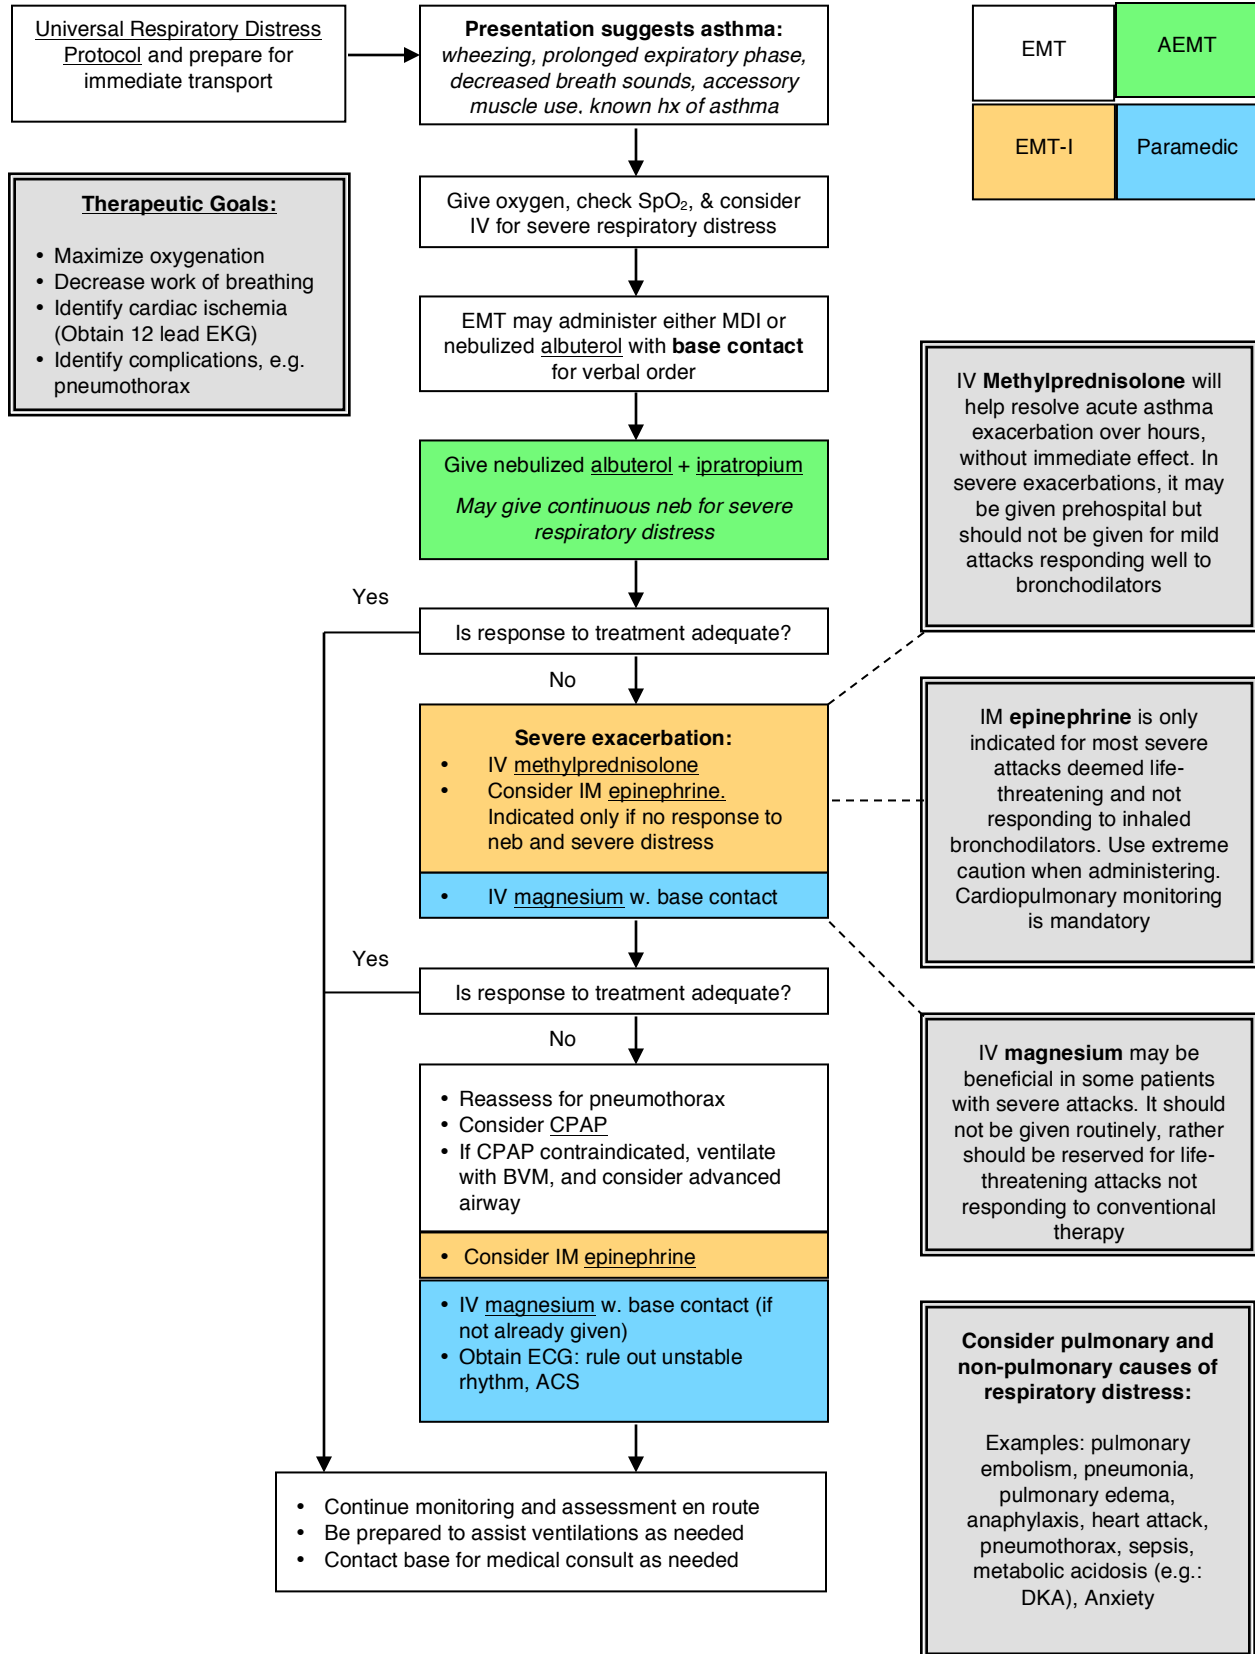 Universal Respiratory Distress
Protocol and prepare for
immediate transport
Presentation suggests asthma:
wheezing, prolonged expiratory phase,
decreased breath sounds, accessory
muscle use, known hx of asthma
EMT
AEMT
EMT-I
Paramedic
Therapeutic Goals:
• Maximize oxygenation
• Decrease work of breathing
• Identify cardiac ischemia
(Obtain 12 lead EKG)
• Identify complications, e.g.
pneumothorax
Give oxygen, check SpO₂, & consider
IV for severe respiratory distress
EMT may administer either MDI or
nebulized albuterol with base contact
for verbal order
Give nebulized albuterol + ipratropium
May give continuous neb for severe
respiratory distress
Is response to treatment adequate?
Yes
No
Severe exacerbation:
• IV methylprednisolone
• Consider IM epinephrine.
Indicated only if no response to
neb and severe distress
• IV magnesium w. base contact
Is response to treatment adequate?
Yes
No
• Reassess for pneumothorax
• Consider CPAP
• If CPAP contraindicated, ventilate
with BVM, and consider advanced
airway
• Consider IM epinephrine
• IV magnesium w. base contact (if
not already given)
• Obtain ECG: rule out unstable
rhythm, ACS
• Continue monitoring and assessment en route
• Be prepared to assist ventilations as needed
• Contact base for medical consult as needed
IV Methylprednisolone will
help resolve acute asthma
exacerbation over hours,
without immediate effect. In
severe exacerbations, it may
be given prehospital but
should not be given for mild
attacks responding well to
bronchodilators
IM epinephrine is only
indicated for most severe
attacks deemed life-
threatening and not
responding to inhaled
bronchodilators. Use extreme
caution when administering.
Cardiopulmonary monitoring
is mandatory
IV magnesium may be
beneficial in some patients
with severe attacks. It should
not be given routinely, rather
should be reserved for life-
threatening attacks not
responding to conventional
therapy
Consider pulmonary and
non-pulmonary causes of
respiratory distress:
Examples: pulmonary
embolism, pneumonia,
pulmonary edema,
anaphylaxis, heart attack,
pneumothorax, sepsis,
metabolic acidosis (e.g.:
DKA), Anxiety